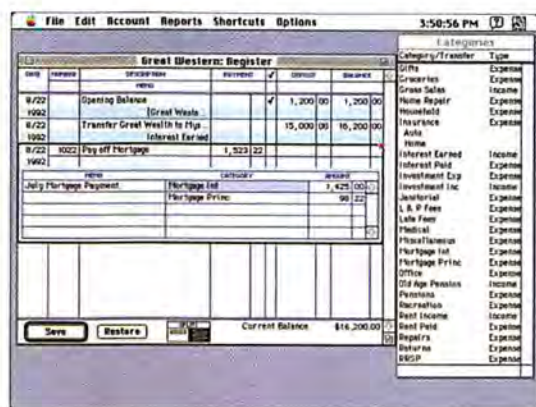 File Edit Account Reports Shortcuts Options 3:50:56 PM
Categories
Category/Transfer Type
Gifts Expense
Groceries Expense
Gross Sales Income
Home Repair Expense
Household Expense
Insurance Expense
Auto
Home
Interest Earned Income
Interest Paid Expense
Investment Exp Expense
Investment Inc Income
Janitorial Expense
L & P Fees Expense
Late Fees Expense
Medical Expense
Miscellaneous Expense
Mortgage Int Expense
Mortgage Princ Expense
Office Expense
Old Age Pension Income
Pensions Expense
Recreation Expense
Rent Income Income
Rent Paid Expense
Repairs Expense
Returns Expense
RRSP Expense
Great Western: Register
DATE NUMBER DESCRIPTION PAYMENT ✓ DEPOSIT BALANCE
MEMO
8/22 Opening Balance ✓ 1,200 00 1,200 00
1992 [Great Weste...
8/22 Transfer Great Wealth to Mys... 15,000 00 16,200 00
1992 Interest Earned
8/22 1022 Pay off Mortgage 1,523 22
1992
MEMO CATEGORY AMOUNT
July Mortgage Payment Mortgage Int 1,425 00
Mortgage Princ 98 22
Save Restore SPLIT Current Balance $16,200.00